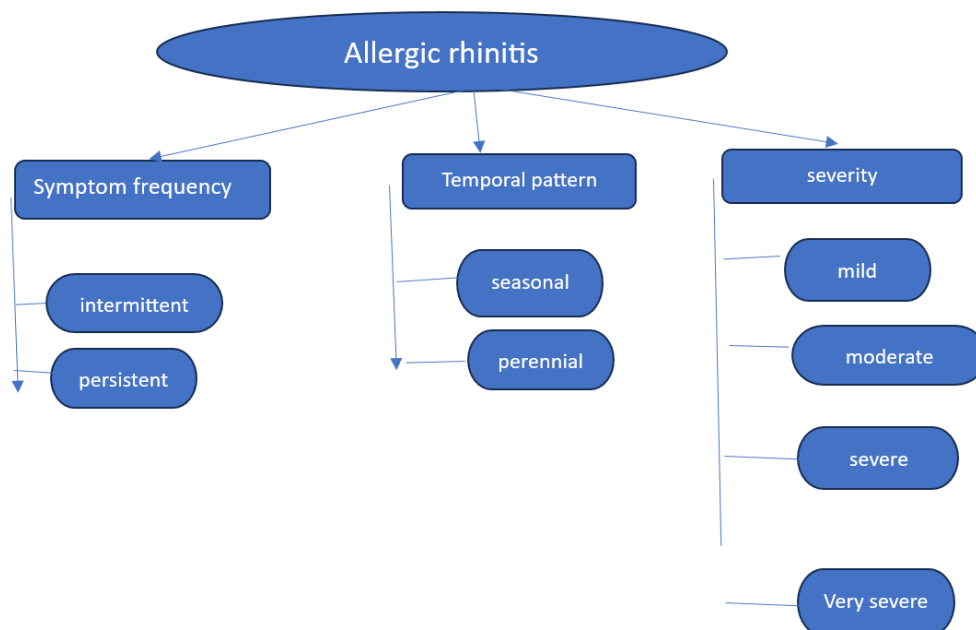 Allergic rhinitis
Symptom frequency
intermittent
persistent
Temporal pattern
seasonal
perennial
severity
mild
moderate
severe
Very severe